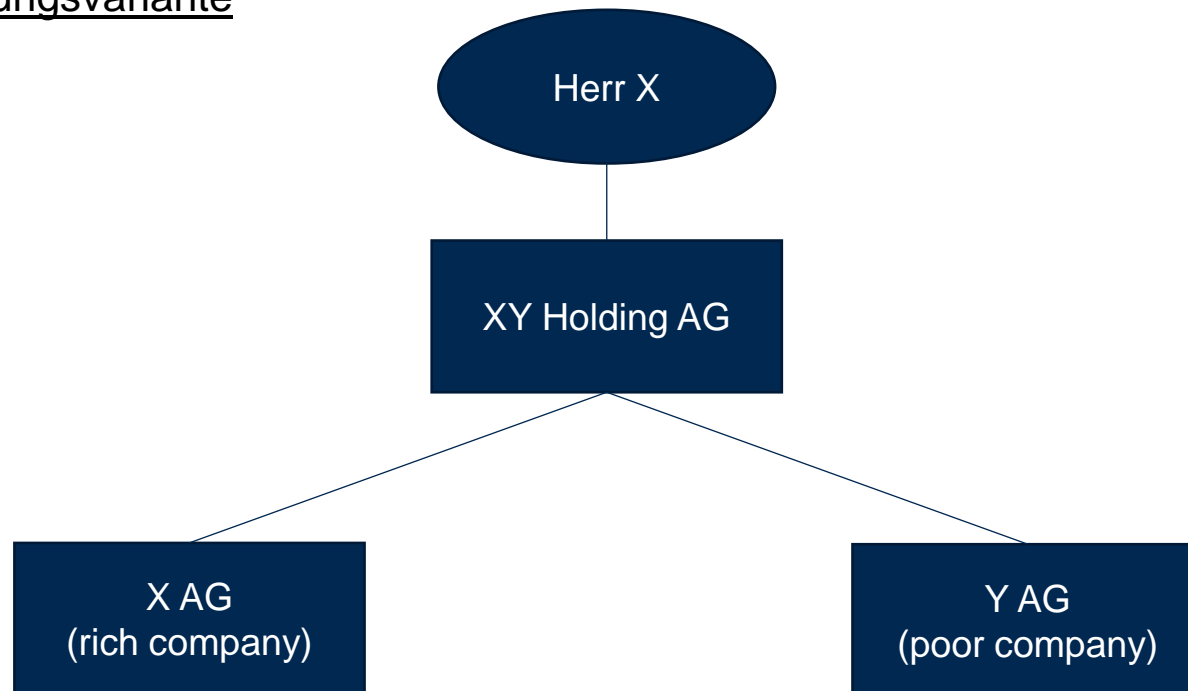 Herr X
XY Holding AG
X AG
(rich company)
Y AG
(poor company)